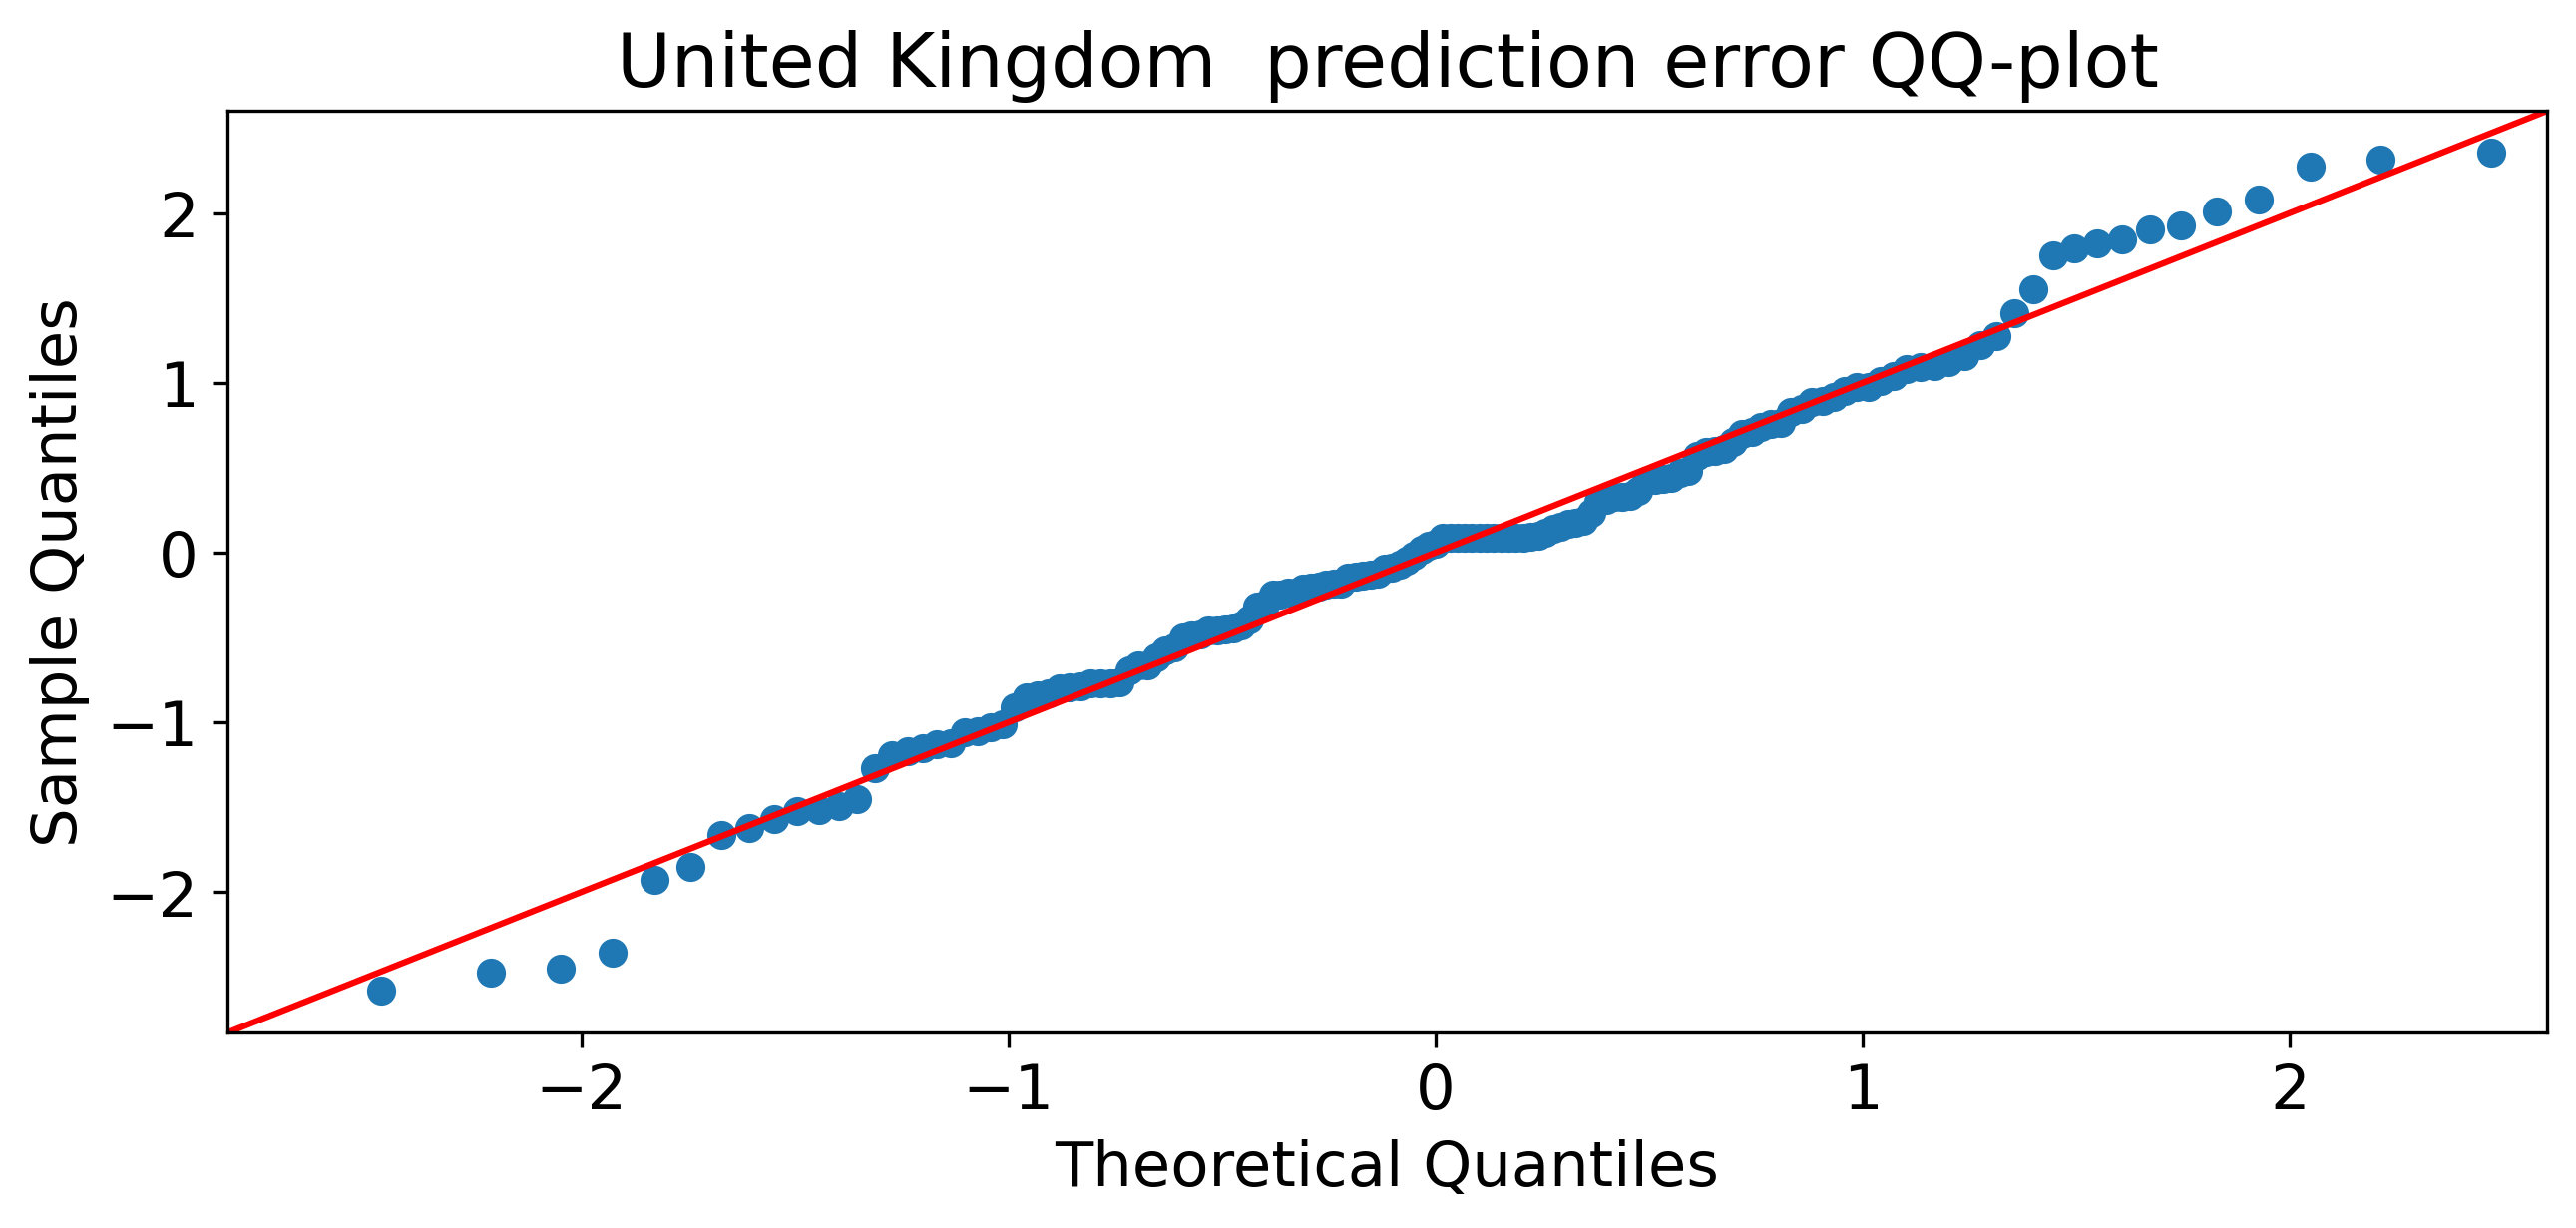 United Kingdom  prediction error QQ-plot
Sample Quantiles
2
1
0
−1
−2
−2 −1 0 1 2
Theoretical Quantiles